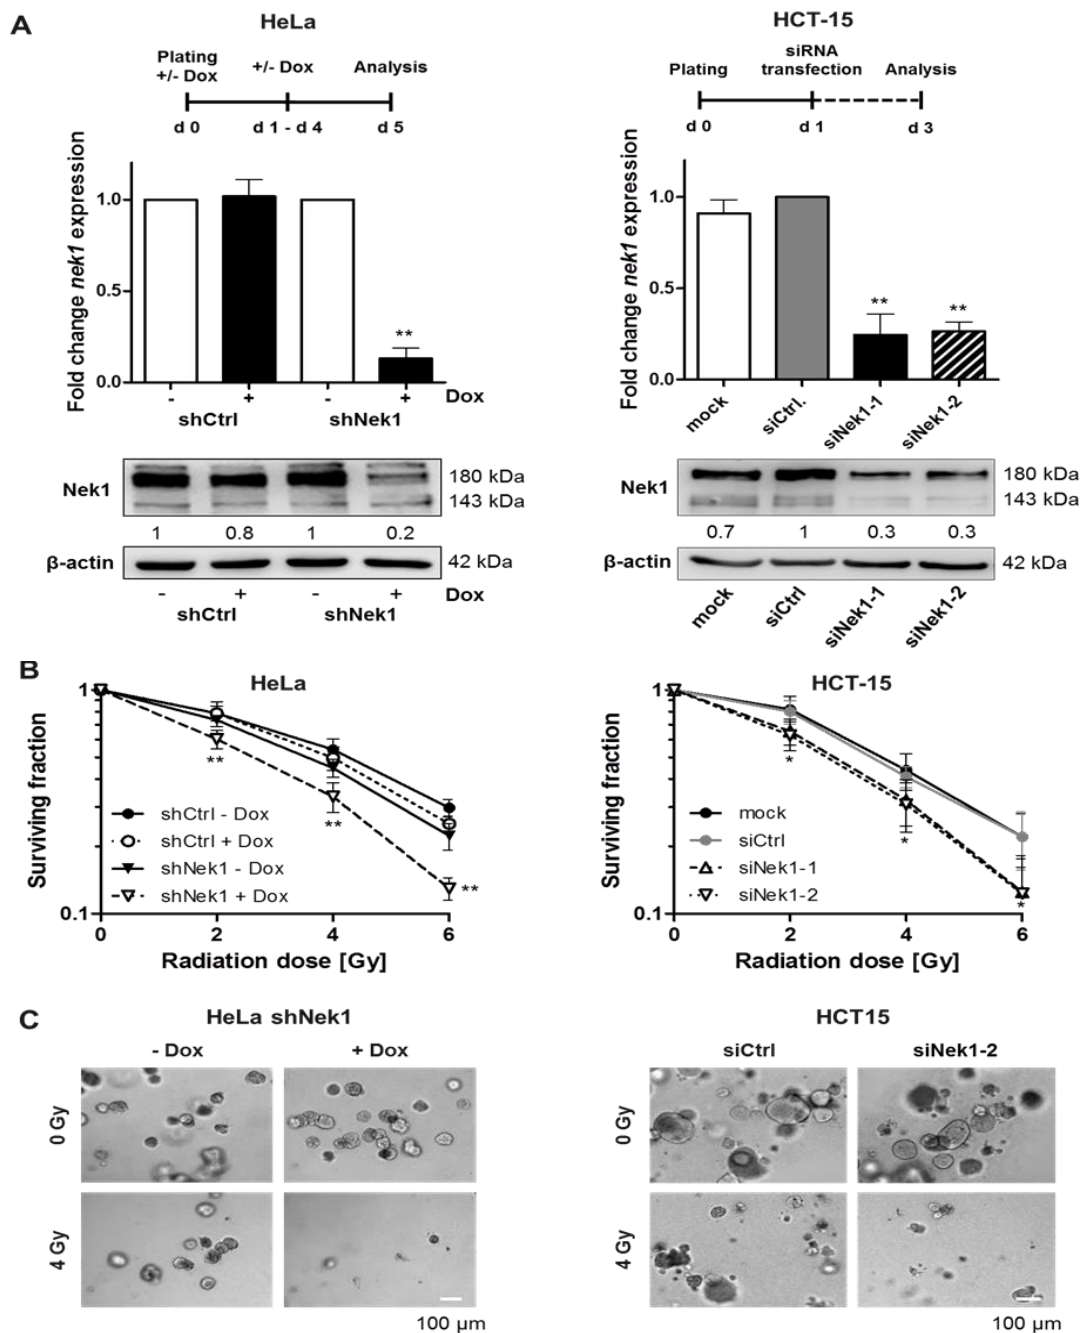 A
HeLa
Plating
+/- Dox
+/- Dox
Analysis
d 0
d 1 - d 4
d 5
Fold change nek1 expression
1.0
0.5
0.0
-
+
-
+
Dox
shCtrl
shNek1
Nek1
180 kDa
143 kDa
1
0.8
1
0.2
β-actin
42 kDa
-
+
-
+
Dox
shCtrl
shNek1
HCT-15
Plating
siRNA
transfection
Analysis
d 0
d 1
d 3
Fold change nek1 expression
1.0
0.5
0.0
**
**
**
mock
siCtrl.
siNek1-1
siNek1-2
Nek1
180 kDa
143 kDa
0.7
1
0.3
0.3
β-actin
42 kDa
mock
siCtrl
siNek1-1
siNek1-2
B
HeLa
Surviving fraction
1
0.1
**
**
**
shCtrl - Dox
shCtrl + Dox
shNek1 - Dox
shNek1 + Dox
0
2
4
6
Radiation dose [Gy]
HCT-15
Surviving fraction
1
0.1
*
*
*
mock
siCtrl
siNek1-1
siNek1-2
0
2
4
6
Radiation dose [Gy]
C
HeLa shNek1
- Dox
+ Dox
0 Gy
4 Gy
100 µm
HCT15
siCtrl
siNek1-2
0 Gy
4 Gy
100 µm